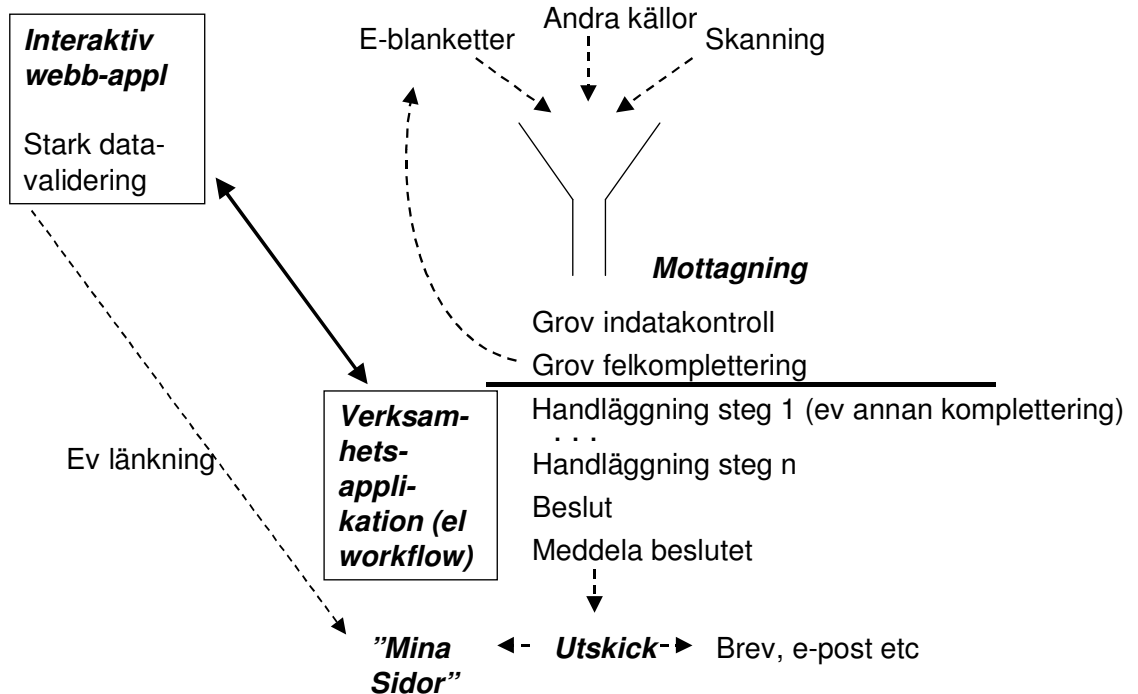 Interaktiv
webb-appl
Stark data-
validering
E-blanketter
Andra källor
Skanning
Mottagning
Grov indatakontroll
Grov felkomplettering
Handläggning steg 1 (ev annan komplettering)
. . .
Handläggning steg n
Beslut
Meddela beslutet
Verksam-
hets-
appli-
kation (el
workflow)
Ev länkning
”Mina
Sidor”
Utskick
Brev, e-post etc